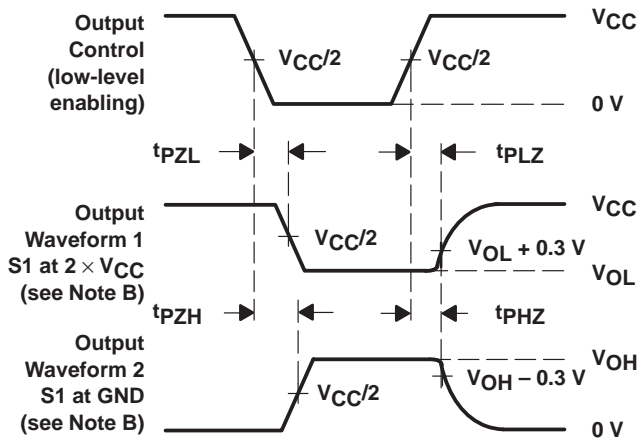 Output
Control
(low-level
enabling)
VCC
VCC/2
VCC/2
0 V
tPZL
tPLZ
Output
Waveform 1
S1 at 2 × VCC
(see Note B)
VCC
VCC/2
VOL + 0.3 V
VOL
tPZH
tPHZ
Output
Waveform 2
S1 at GND
(see Note B)
VOH
VCC/2
VOH − 0.3 V
0 V